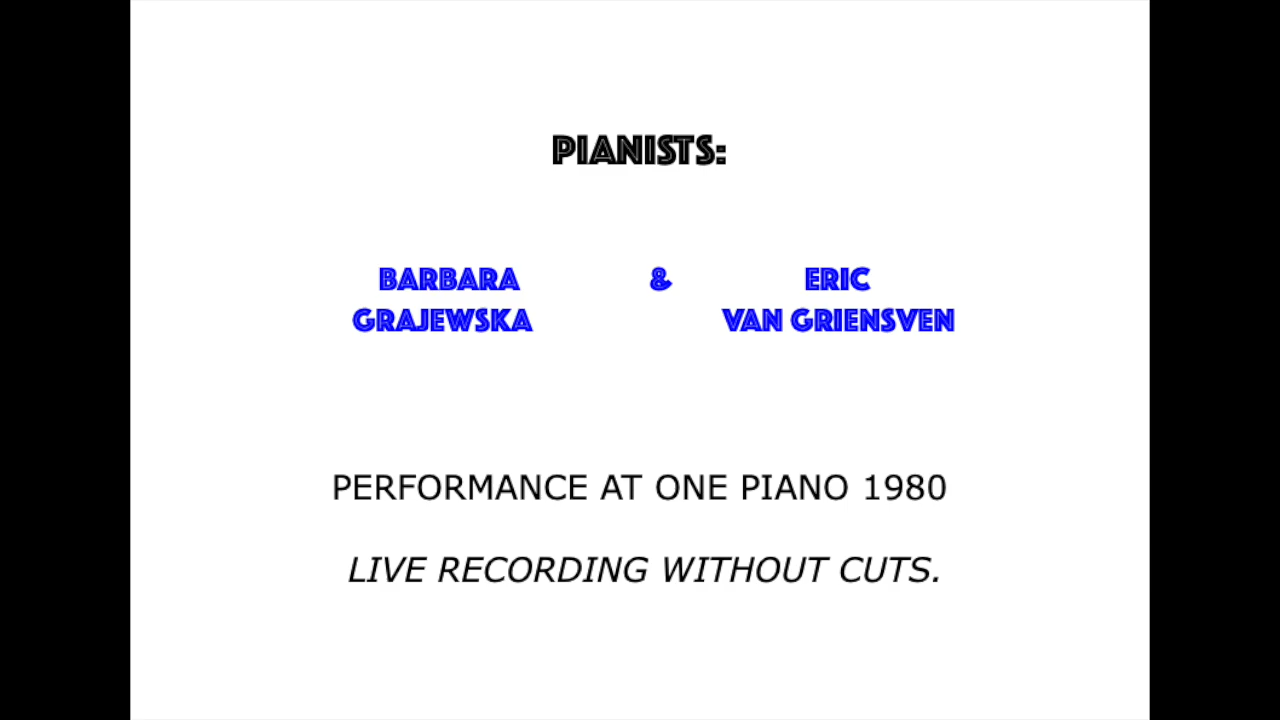 PIANISTS:
BARBARA & ERIC
GRAJEWSKA VAN GRIENSVEN
PERFORMANCE AT ONE PIANO 1980
LIVE RECORDING WITHOUT CUTS.